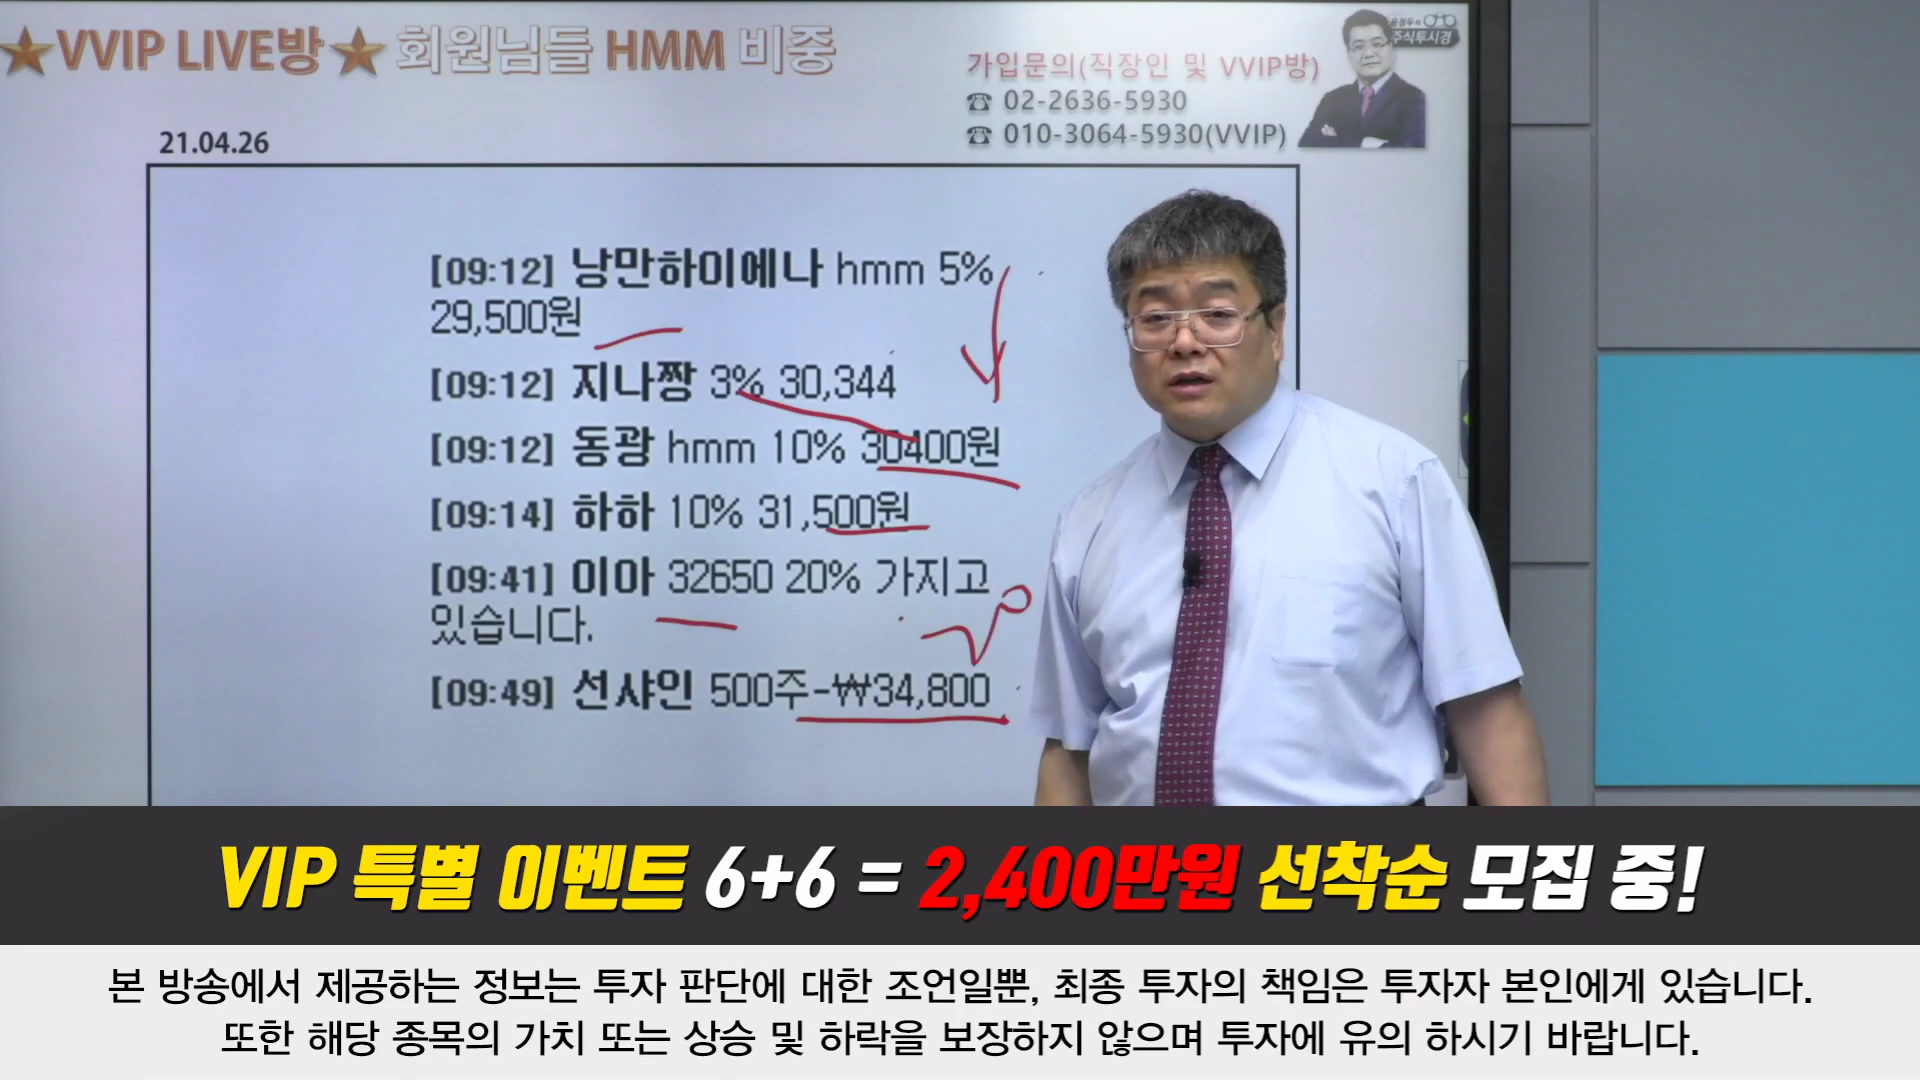 ★VVIP LIVE방★ 회원님들 HMM 비중
가입문의(직장인 및 VVIP방)
☎ 02-2636-5930
☎ 010-3064-5930(VVIP)
주식투시경
21.04.26
[09:12] 낭만하이에나 hmm 5%
29,500원
[09:12] 지나짱 3% 30,344
[09:12] 동광 hmm 10% 30400원
[09:14] 하하 10% 31,500원
[09:41] 이아 32650 20% 가지고
있습니다.
[09:49] 선샤인 500주-₩34,800
VIP 특별 이벤트 6+6 = 2,400만원 선착순 모집 중!
본 방송에서 제공하는 정보는 투자 판단에 대한 조언일뿐, 최종 투자의 책임은 투자자 본인에게 있습니다.
또한 해당 종목의 가치 또는 상승 및 하락을 보장하지 않으며 투자에 유의 하시기 바랍니다.